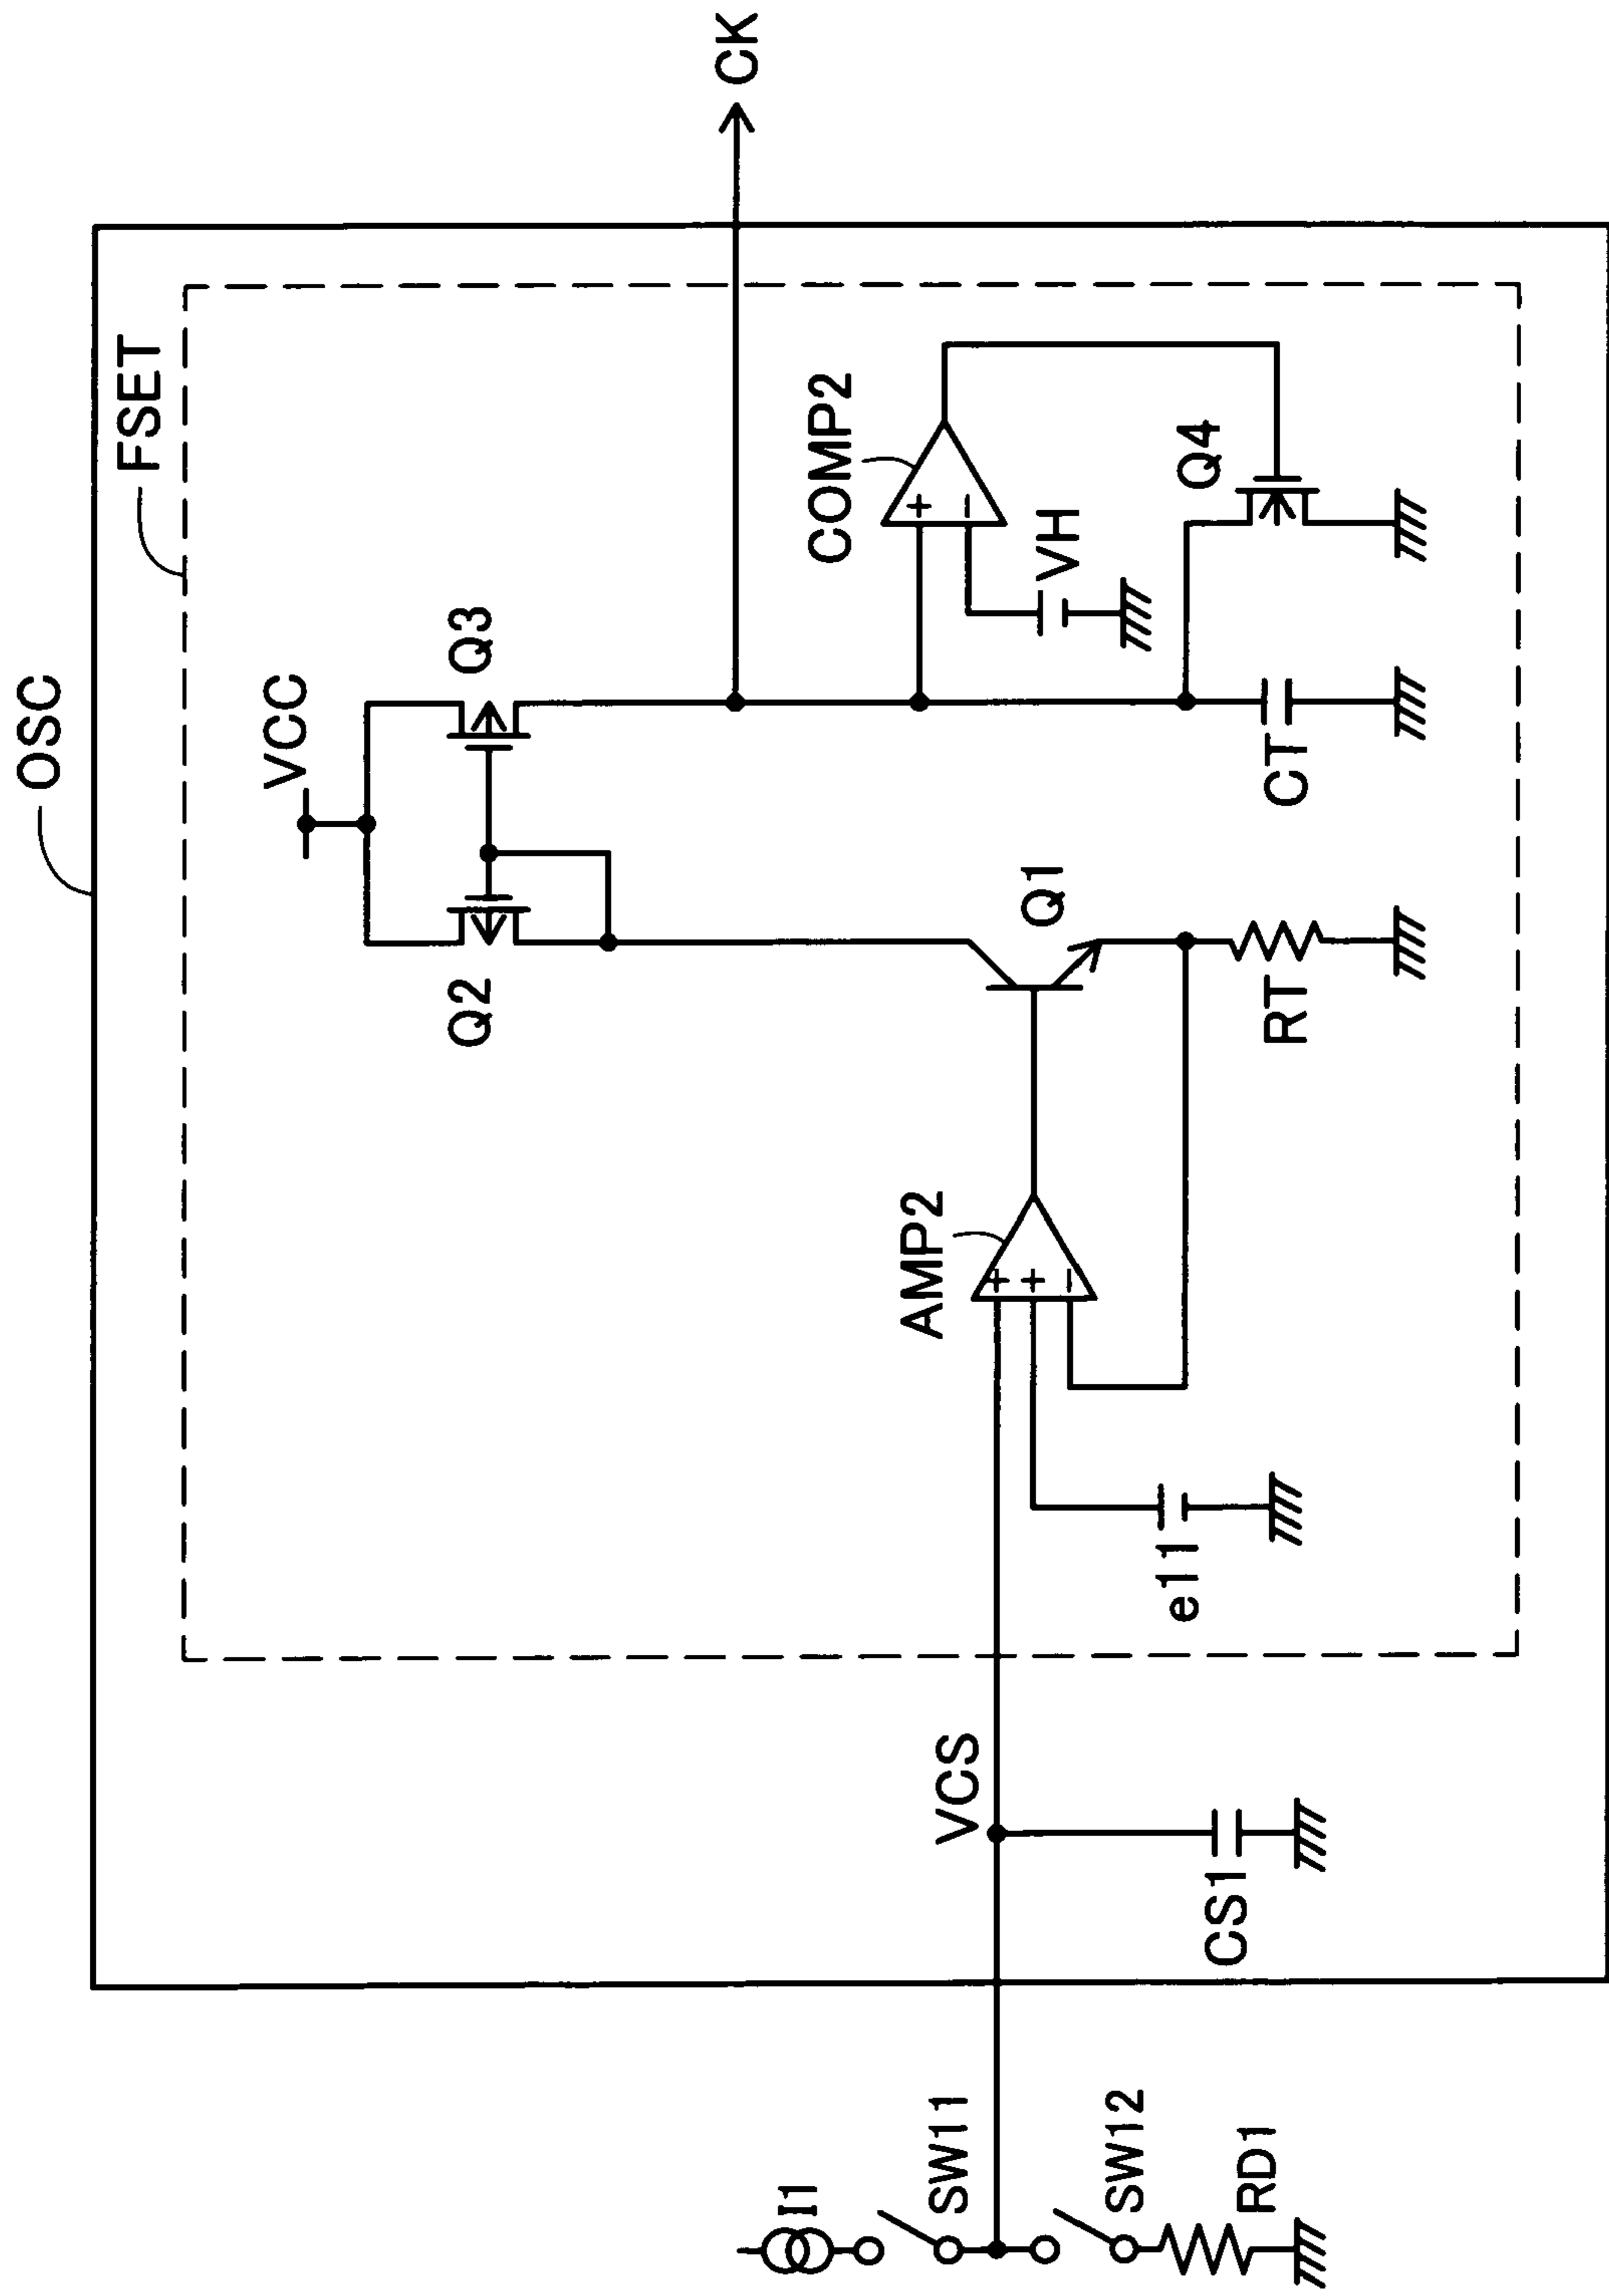 OSC
FSET
VCC
Q2
Q3
CK
AMP2
+
+
-
Q1
COMP2
+
-
VH
Q4
e11
RT
CT
VCS
CS1
I1
SW11
SW12
RD1